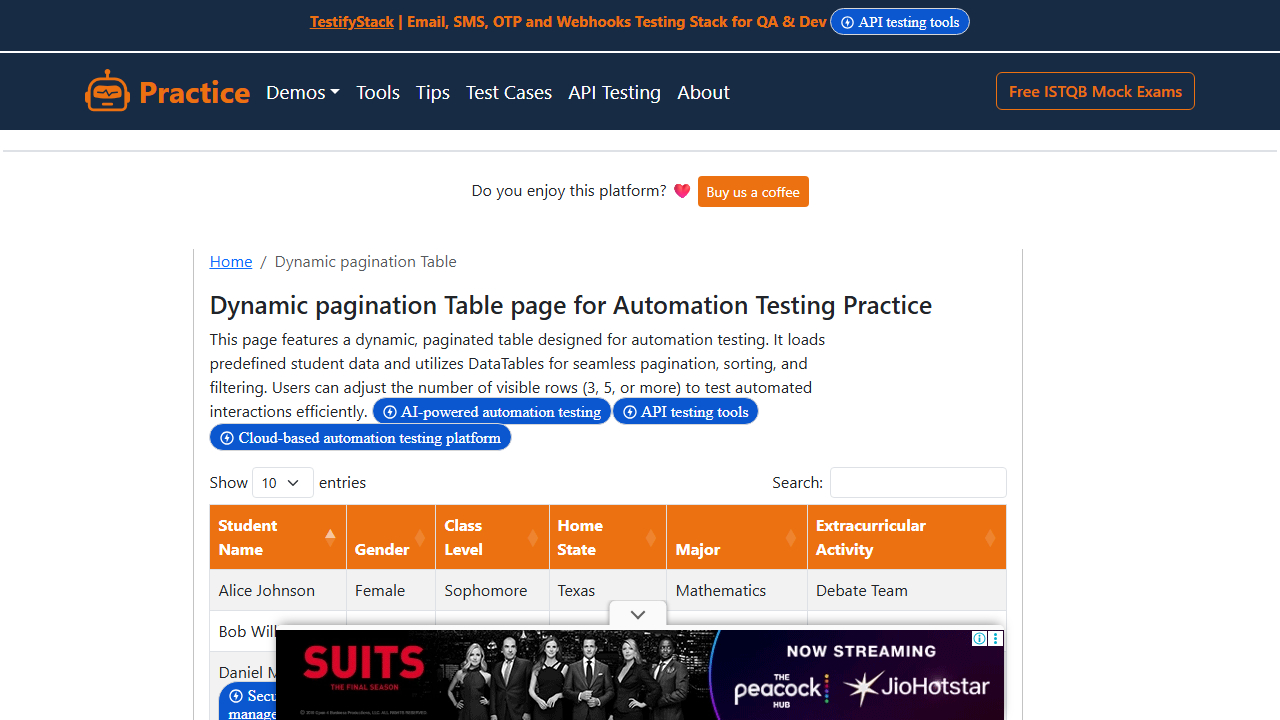 TestifyStack | Email, SMS, OTP and Webhooks Testing Stack for QA & Dev API testing tools
Practice Demos Tools Tips Test Cases API Testing About Free ISTQB Mock Exams
Do you enjoy this platform? Buy us a coffee
Home / Dynamic pagination Table
Dynamic pagination Table page for Automation Testing Practice
This page features a dynamic, paginated table designed for automation testing. It loads
predefined student data and utilizes DataTables for seamless pagination, sorting, and
filtering. Users can adjust the number of visible rows (3, 5, or more) to test automated
interactions efficiently. AI-powered automation testing API testing tools
Cloud-based automation testing platform
Show 10 entries Search:
Student Name Gender Class Level Home State Major Extracurricular Activity
Alice Johnson Female Sophomore Texas Mathematics Debate Team
Bob
Daniel
SUITS
THE FINAL SEASON
NOW STREAMING
THE peacock HUB JioHotstar